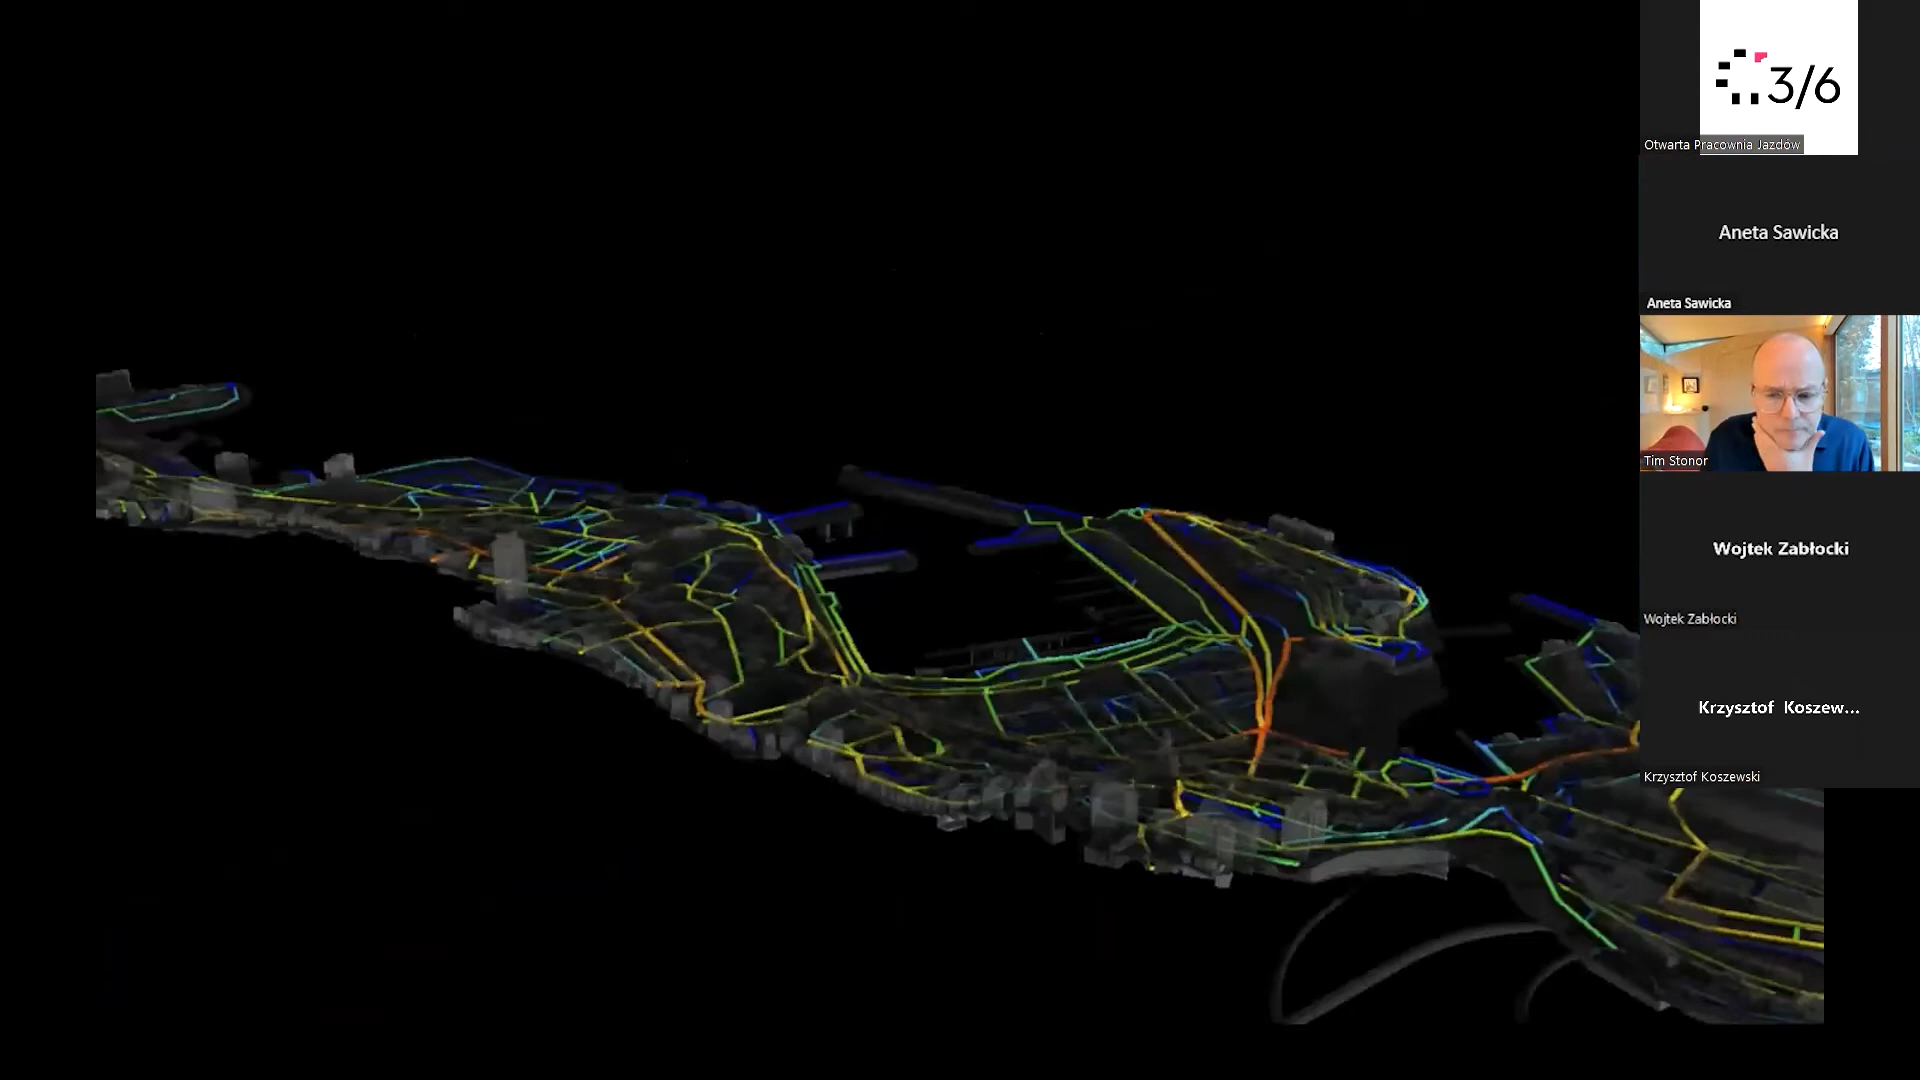 3/6
Otwarta Pracownia Jazdów
Aneta Sawicka
Aneta Sawicka
Tim Stonor
Wojtek Zabłocki
Wojtek Zabłocki
Krzysztof Koszew...
Krzysztof Koszewski